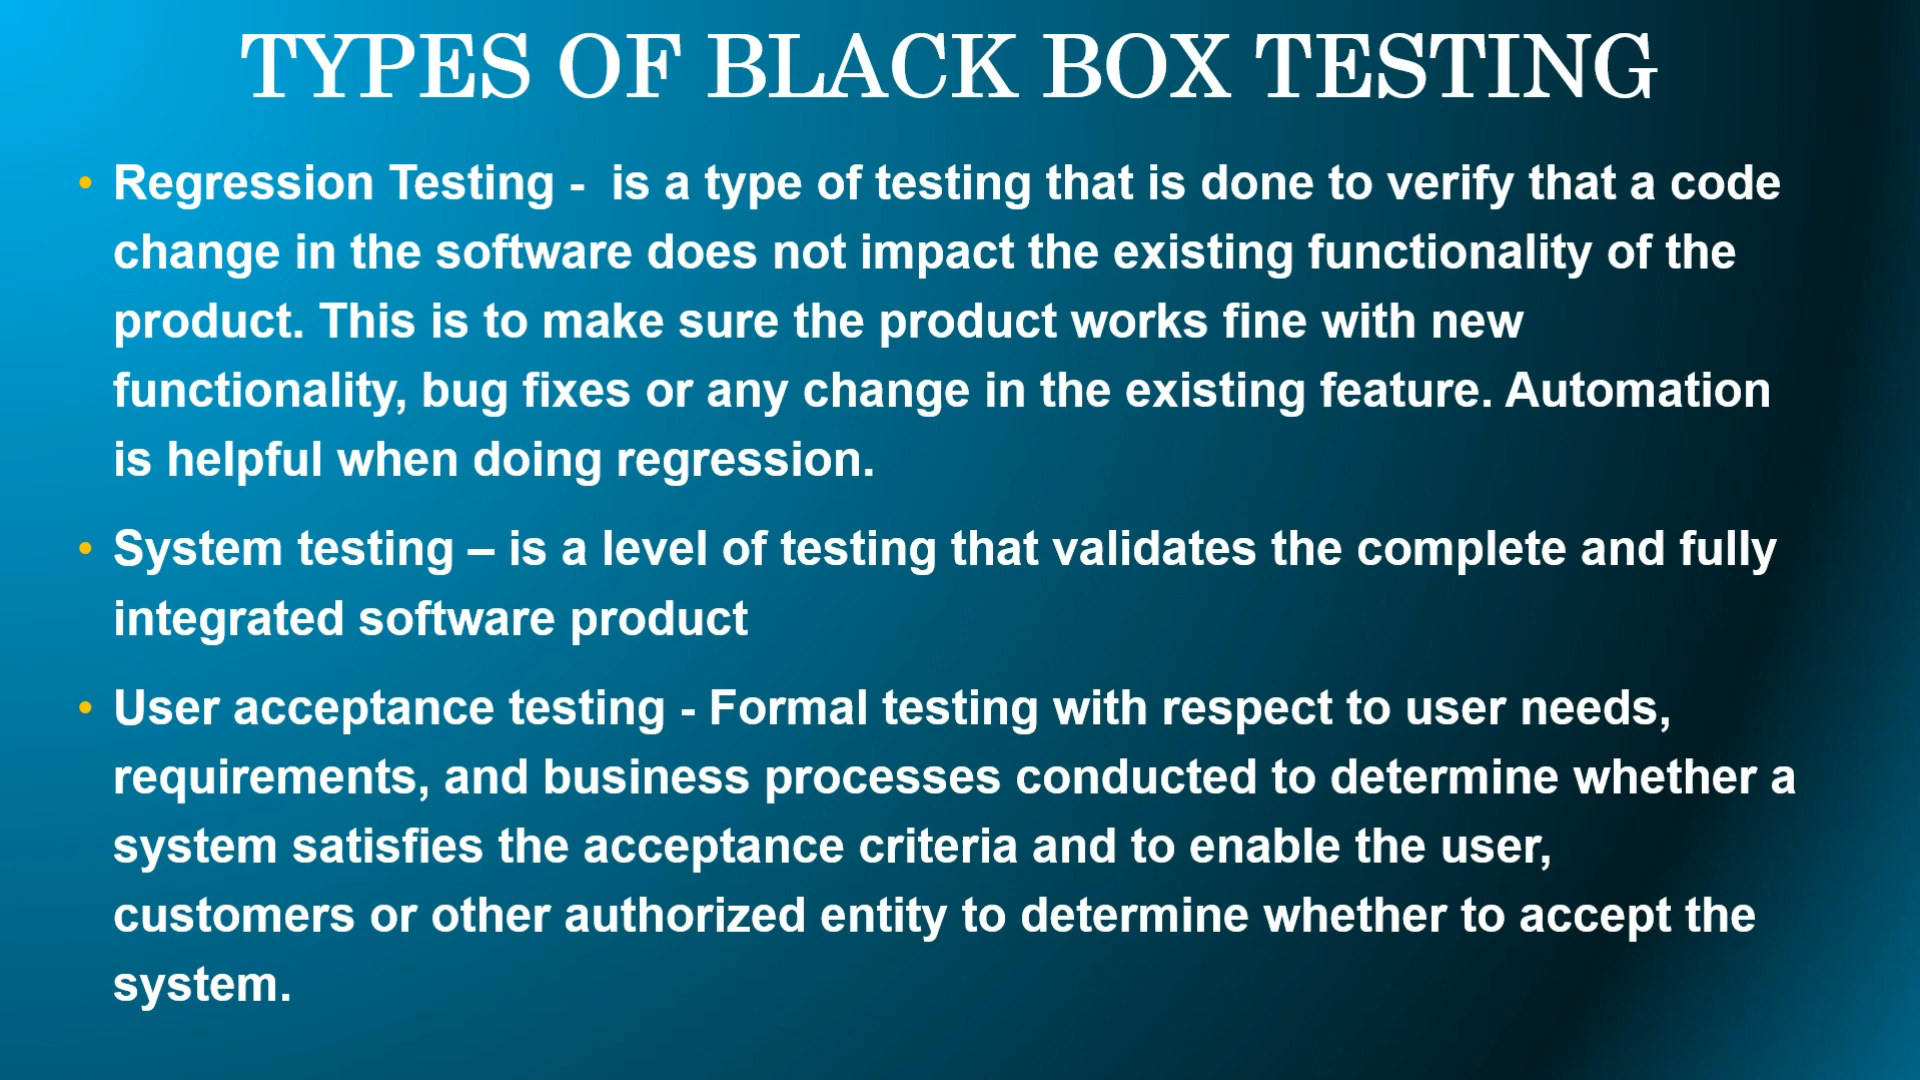 TYPES OF BLACK BOX TESTING
• Regression Testing -  is a type of testing that is done to verify that a code
change in the software does not impact the existing functionality of the
product. This is to make sure the product works fine with new
functionality, bug fixes or any change in the existing feature. Automation
is helpful when doing regression.
• System testing – is a level of testing that validates the complete and fully
integrated software product
• User acceptance testing - Formal testing with respect to user needs,
requirements, and business processes conducted to determine whether a
system satisfies the acceptance criteria and to enable the user,
customers or other authorized entity to determine whether to accept the
system.